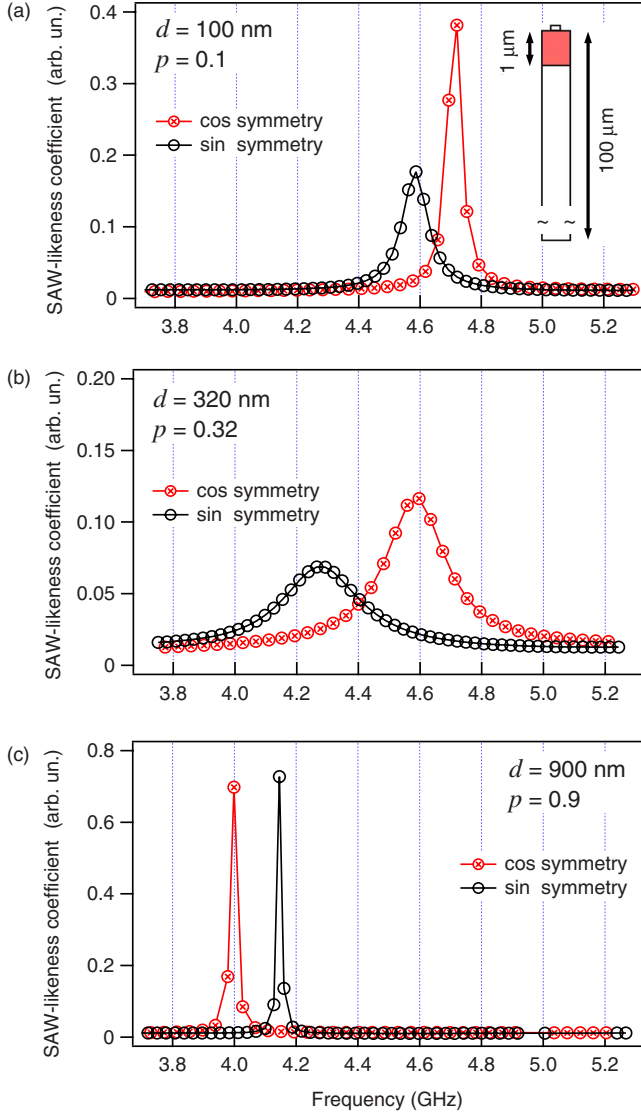 (a)
d = 100 nm
p = 0.1
cos symmetry
sin symmetry
1 μm
100 μm
~ ~
SAW-likeness coefficient (arb. un.)
0.4
0.3
0.2
0.1
0
3.8 4.0 4.2 4.4 4.6 4.8 5.0 5.2
(b)
d = 320 nm
p = 0.32
cos symmetry
sin symmetry
SAW-likeness coefficient (arb. un.)
0.20
0.15
0.10
0.05
0
3.8 4.0 4.2 4.4 4.6 4.8 5.0 5.2
(c)
d = 900 nm
p = 0.9
cos symmetry
sin symmetry
SAW-likeness coefficient (arb. un.)
0.8
0.6
0.4
0.2
0
3.8 4.0 4.2 4.4 4.6 4.8 5.0 5.2
Frequency (GHz)